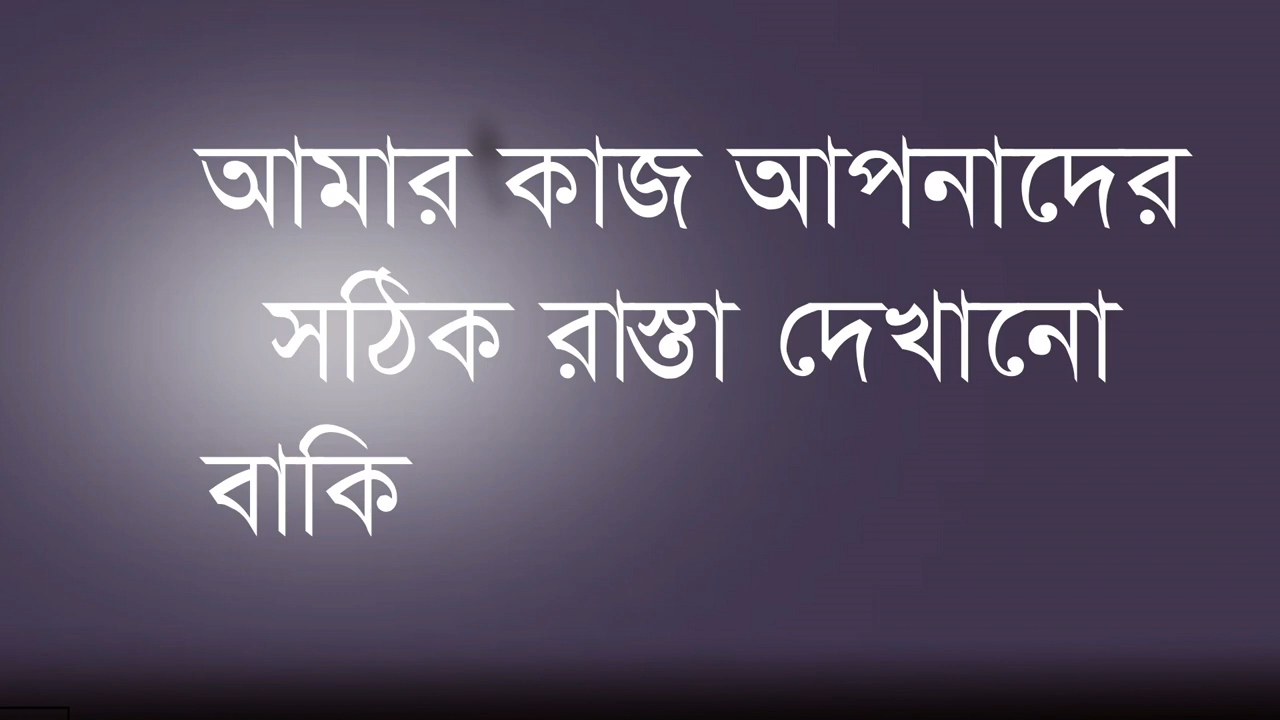 আমার কাজ আপনাদের
সঠিক রাস্তা দেখানো
বাকি